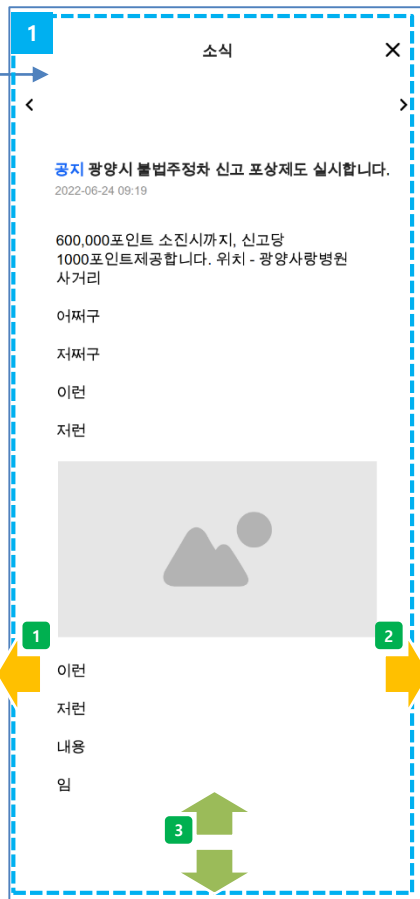 1
소식
공지 광양시 불법주정차 신고 포상제도 실시합니다.
2022-06-24 09:19
600,000포인트 소진시까지, 신고당
1000포인트제공합니다. 위치 - 광양사랑병원
사거리
어쩌구
저쩌구
이런
저런
1
2
이런
저런
내용
임
3